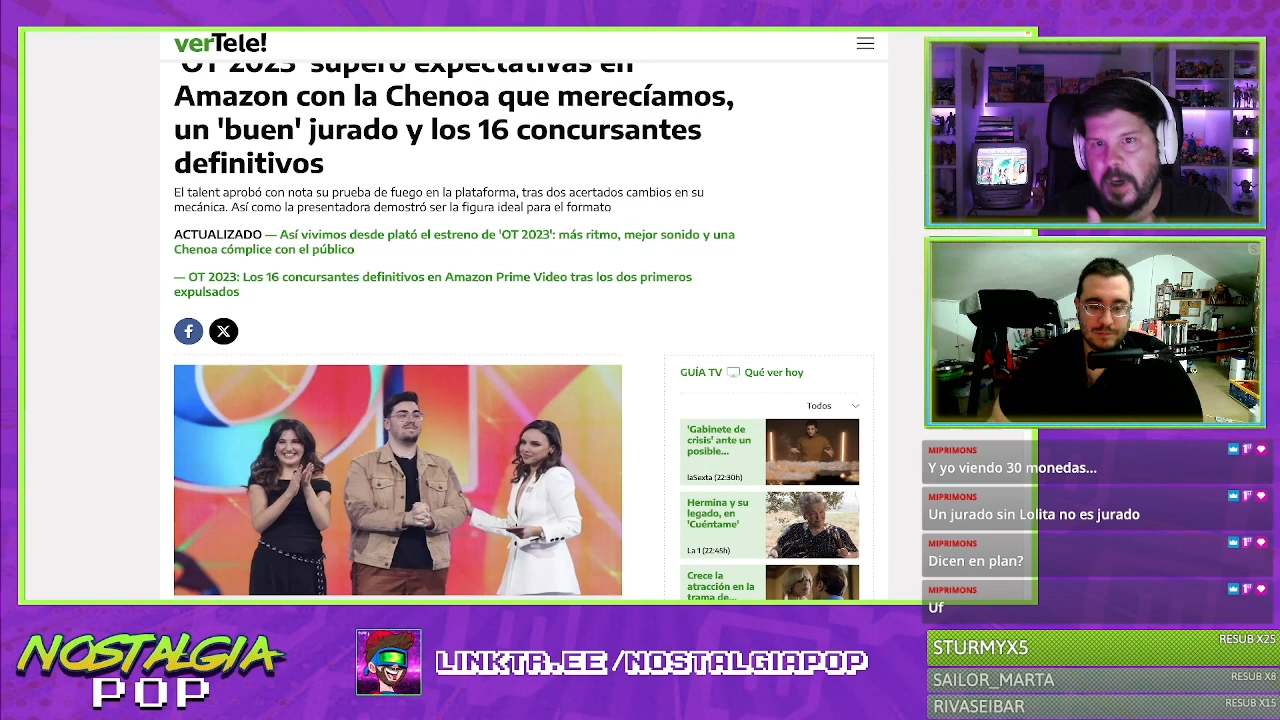 verTele!
'OT 2023' superó expectativas en
Amazon con la Chenoa que merecíamos,
un 'buen' jurado y los 16 concursantes
definitivos
El talent aprobó con nota su prueba de fuego en la plataforma, tras dos acertados cambios en su
mecánica. Así como la presentadora demostró ser la figura ideal para el formato
ACTUALIZADO — Así vivimos desde plató el estreno de 'OT 2023': más ritmo, mejor sonido y una
Chenoa cómplice con el público
— OT 2023: Los 16 concursantes definitivos en Amazon Prime Video tras los dos primeros
expulsados
GUÍA TV Qué ver hoy
Todos
'Gabinete de
crisis' ante un
posible...
laSexta (22:30h)
Hermina y su
legado, en
'Cuéntame'
La 1 (22:45h)
Crece la
atracción en la
trama de...
MIPRIMONS
Y yo viendo 30 monedas...
MIPRIMONS
Un jurado sin Lolita no es jurado
MIPRIMONS
Dicen en plan?
MIPRIMONS
Uf
STURMYX5 RESUB X25
SAILOR_MARTA RESUB X8
RIVASEIBAR RESUB X15
NOSTALGIA
POP
LINKTR.EE/NOSTALGIAPOP